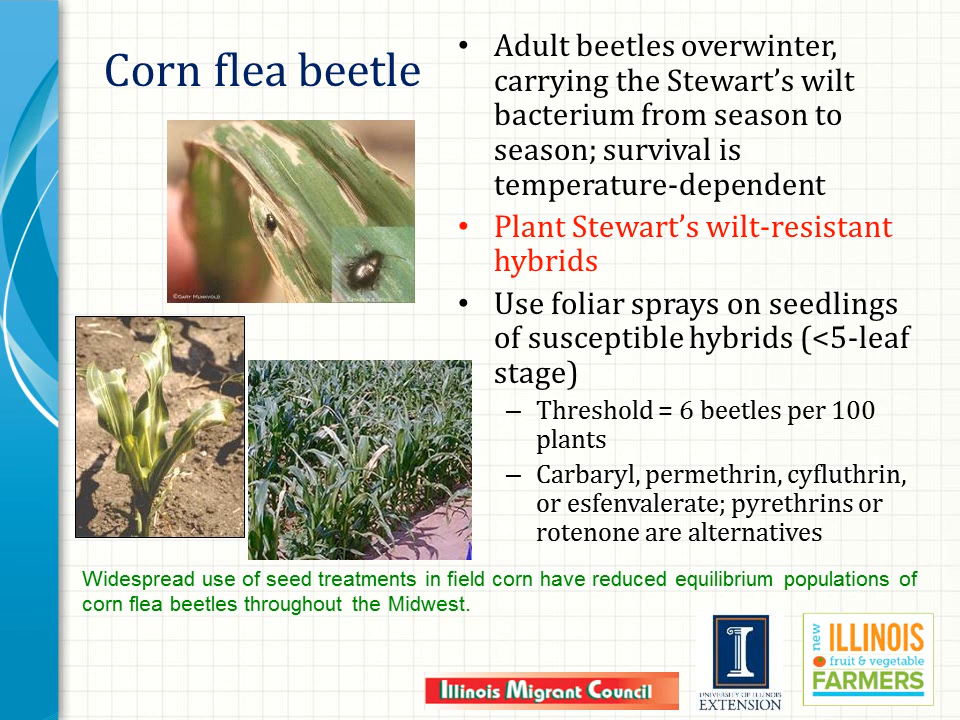 Corn flea beetle
• Adult beetles overwinter,
carrying the Stewart’s wilt
bacterium from season to
season; survival is
temperature-dependent
• Plant Stewart’s wilt-resistant
hybrids
• Use foliar sprays on seedlings
of susceptible hybrids (<5-leaf
stage)
– Threshold = 6 beetles per 100
plants
– Carbaryl, permethrin, cyfluthrin,
or esfenvalerate; pyrethrins or
rotenone are alternatives
©GARY MUNKVOLD
Widespread use of seed treatments in field corn have reduced equilibrium populations of
corn flea beetles throughout the Midwest.
Illinois Migrant Council
I
UNIVERSITY OF ILLINOIS
EXTENSION
new
ILLINOIS
fruit & vegetable
FARMERS